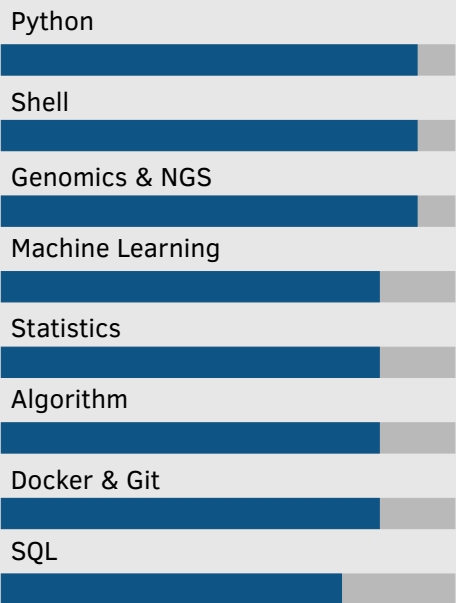 Python
Shell
Genomics & NGS
Machine Learning
Statistics
Algorithm
Docker & Git
SQL